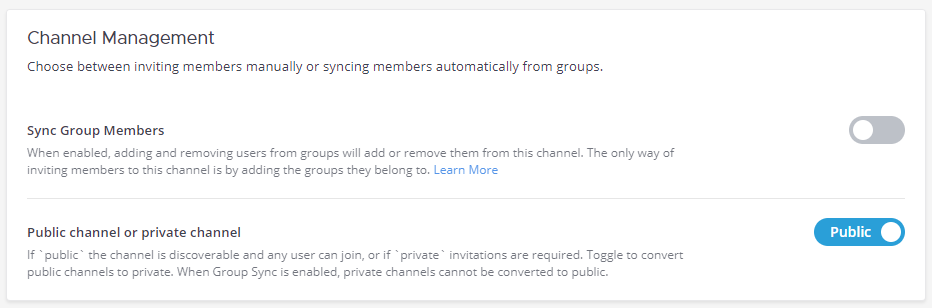 Channel Management
Choose between inviting members manually or syncing members automatically from groups.
Sync Group Members
When enabled, adding and removing users from groups will add or remove them from this channel. The only way of
inviting members to this channel is by adding the groups they belong to. Learn More
Public channel or private channel
Public
If `public` the channel is discoverable and any user can join, or if `private` invitations are required. Toggle to convert
public channels to private. When Group Sync is enabled, private channels cannot be converted to public.